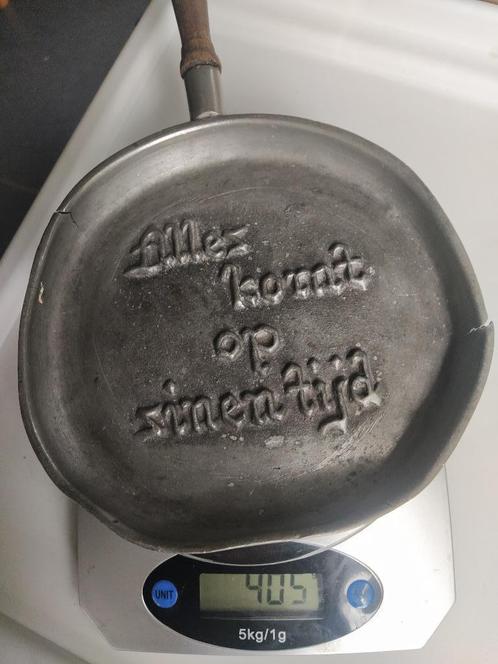 Alles
komt
op
zinen tijd
UNIT
405
5kg/1g